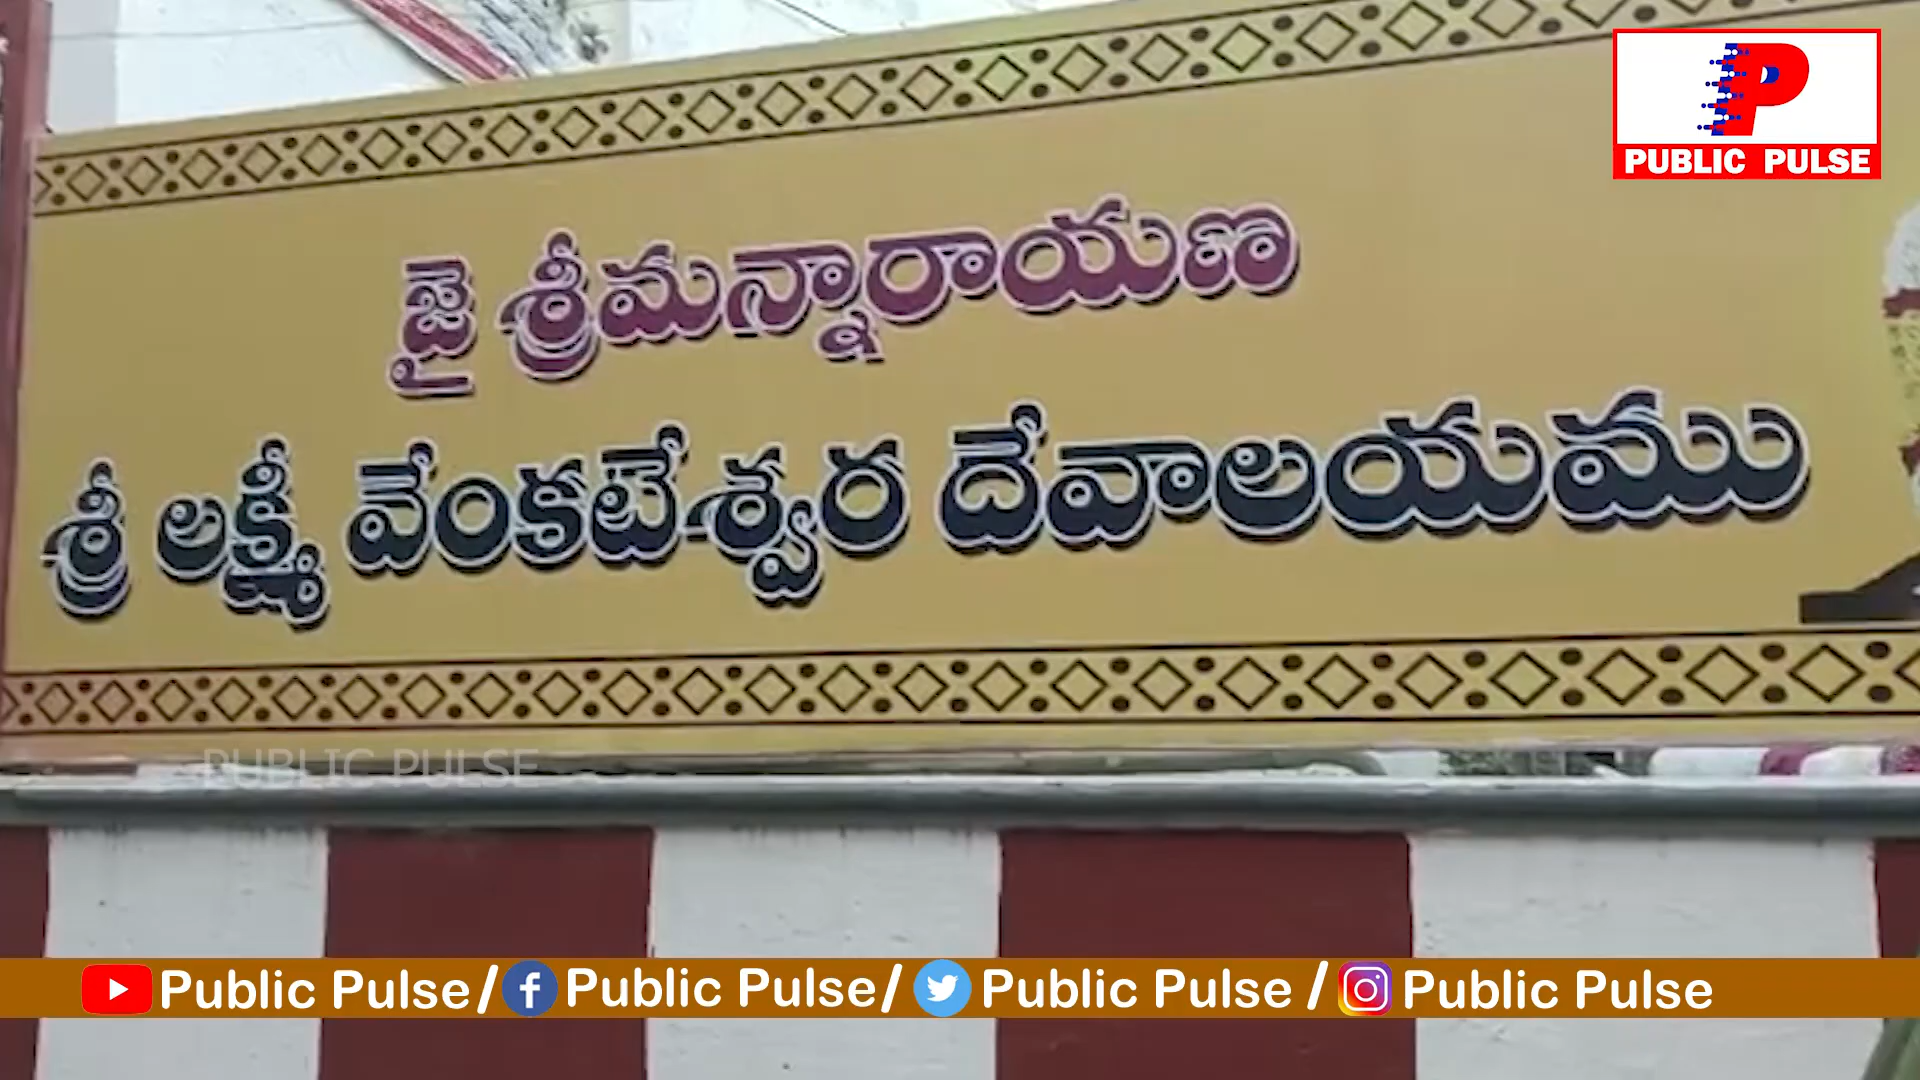 PUBLIC PULSE
జై శ్రీమన్నారాయణ
శ్రీ లక్ష్మీ వేంకటేశ్వర దేవాలయము
PUBLIC PULSE
Public Pulse/ Public Pulse/ Public Pulse / Public Pulse